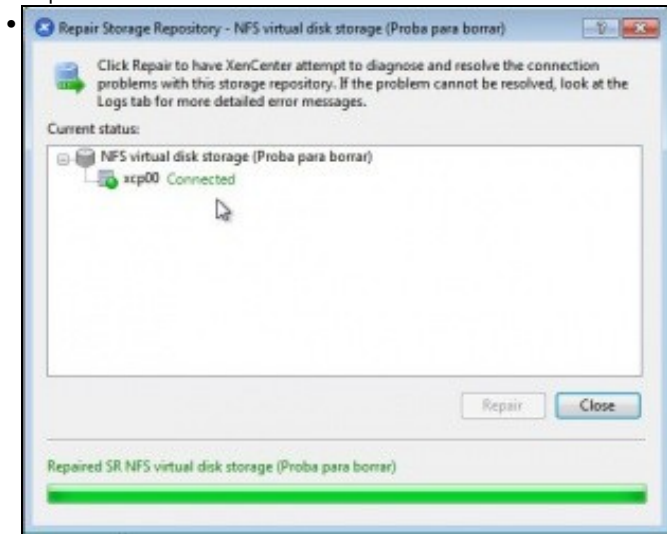 Repair Storage Repository - NFS virtual disk storage (Proba para borrar)
Click Repair to have XenCenter attempt to diagnose and resolve the connection
problems with this storage repository. If the problem cannot be resolved, look at the
Logs tab for more detailed error messages.
Current status:
NFS virtual disk storage (Proba para borrar)
xcp00 Connected
Repair Close
Repaired SR NFS virtual disk storage (Proba para borrar)